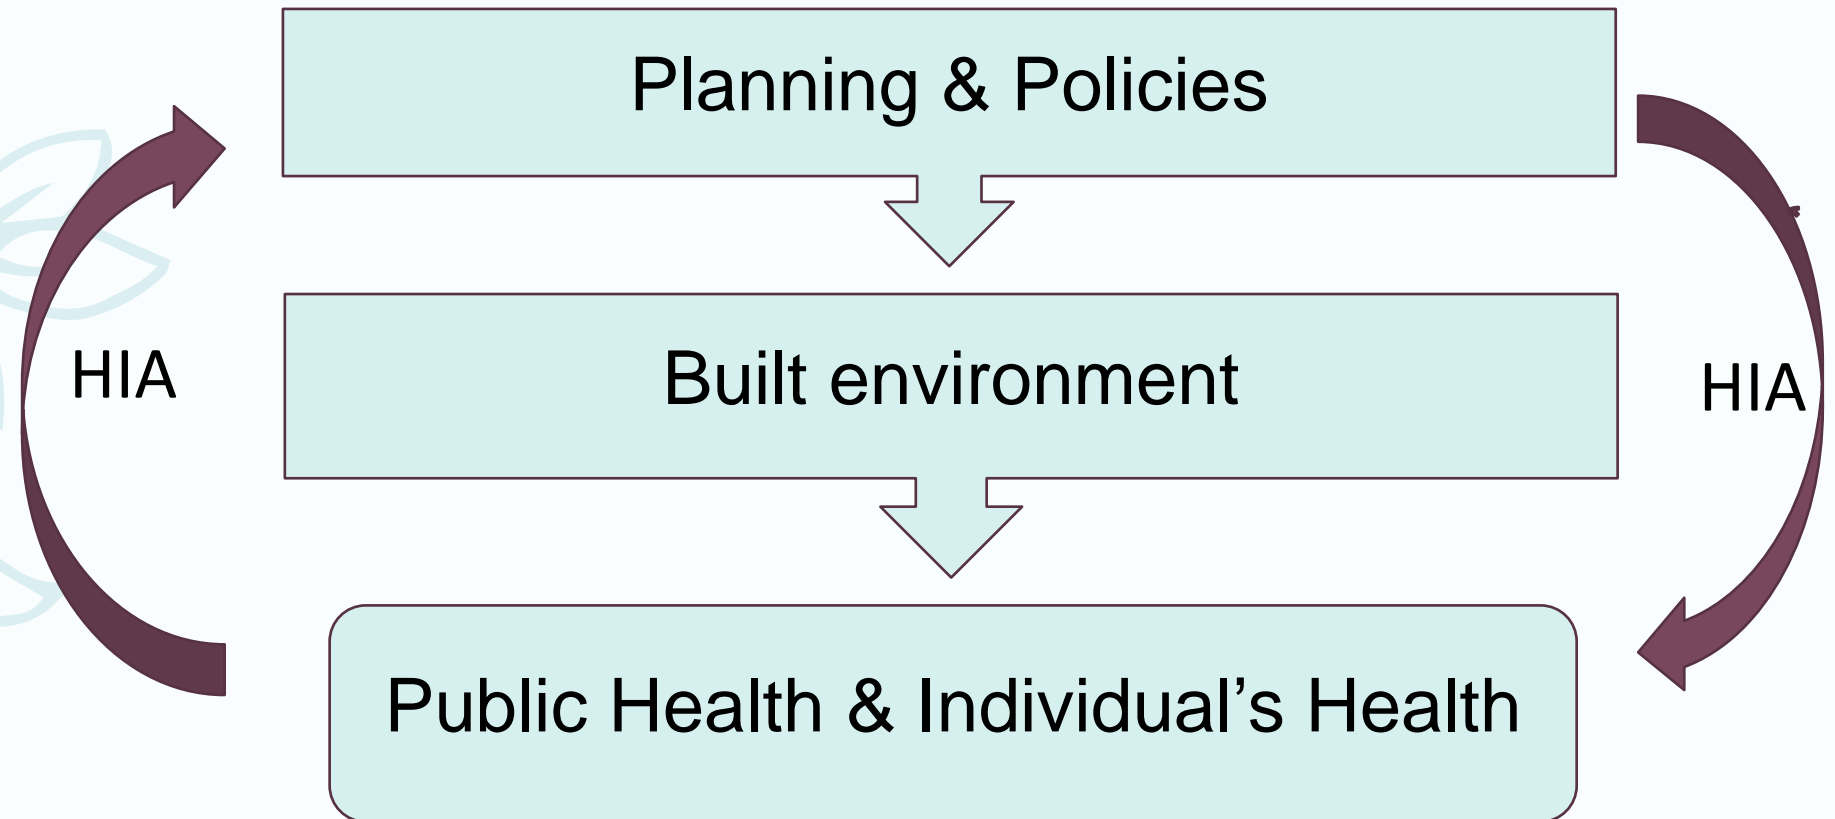 Planning & Policies
HIA
Built environment
HIA
Public Health & Individual’s Health